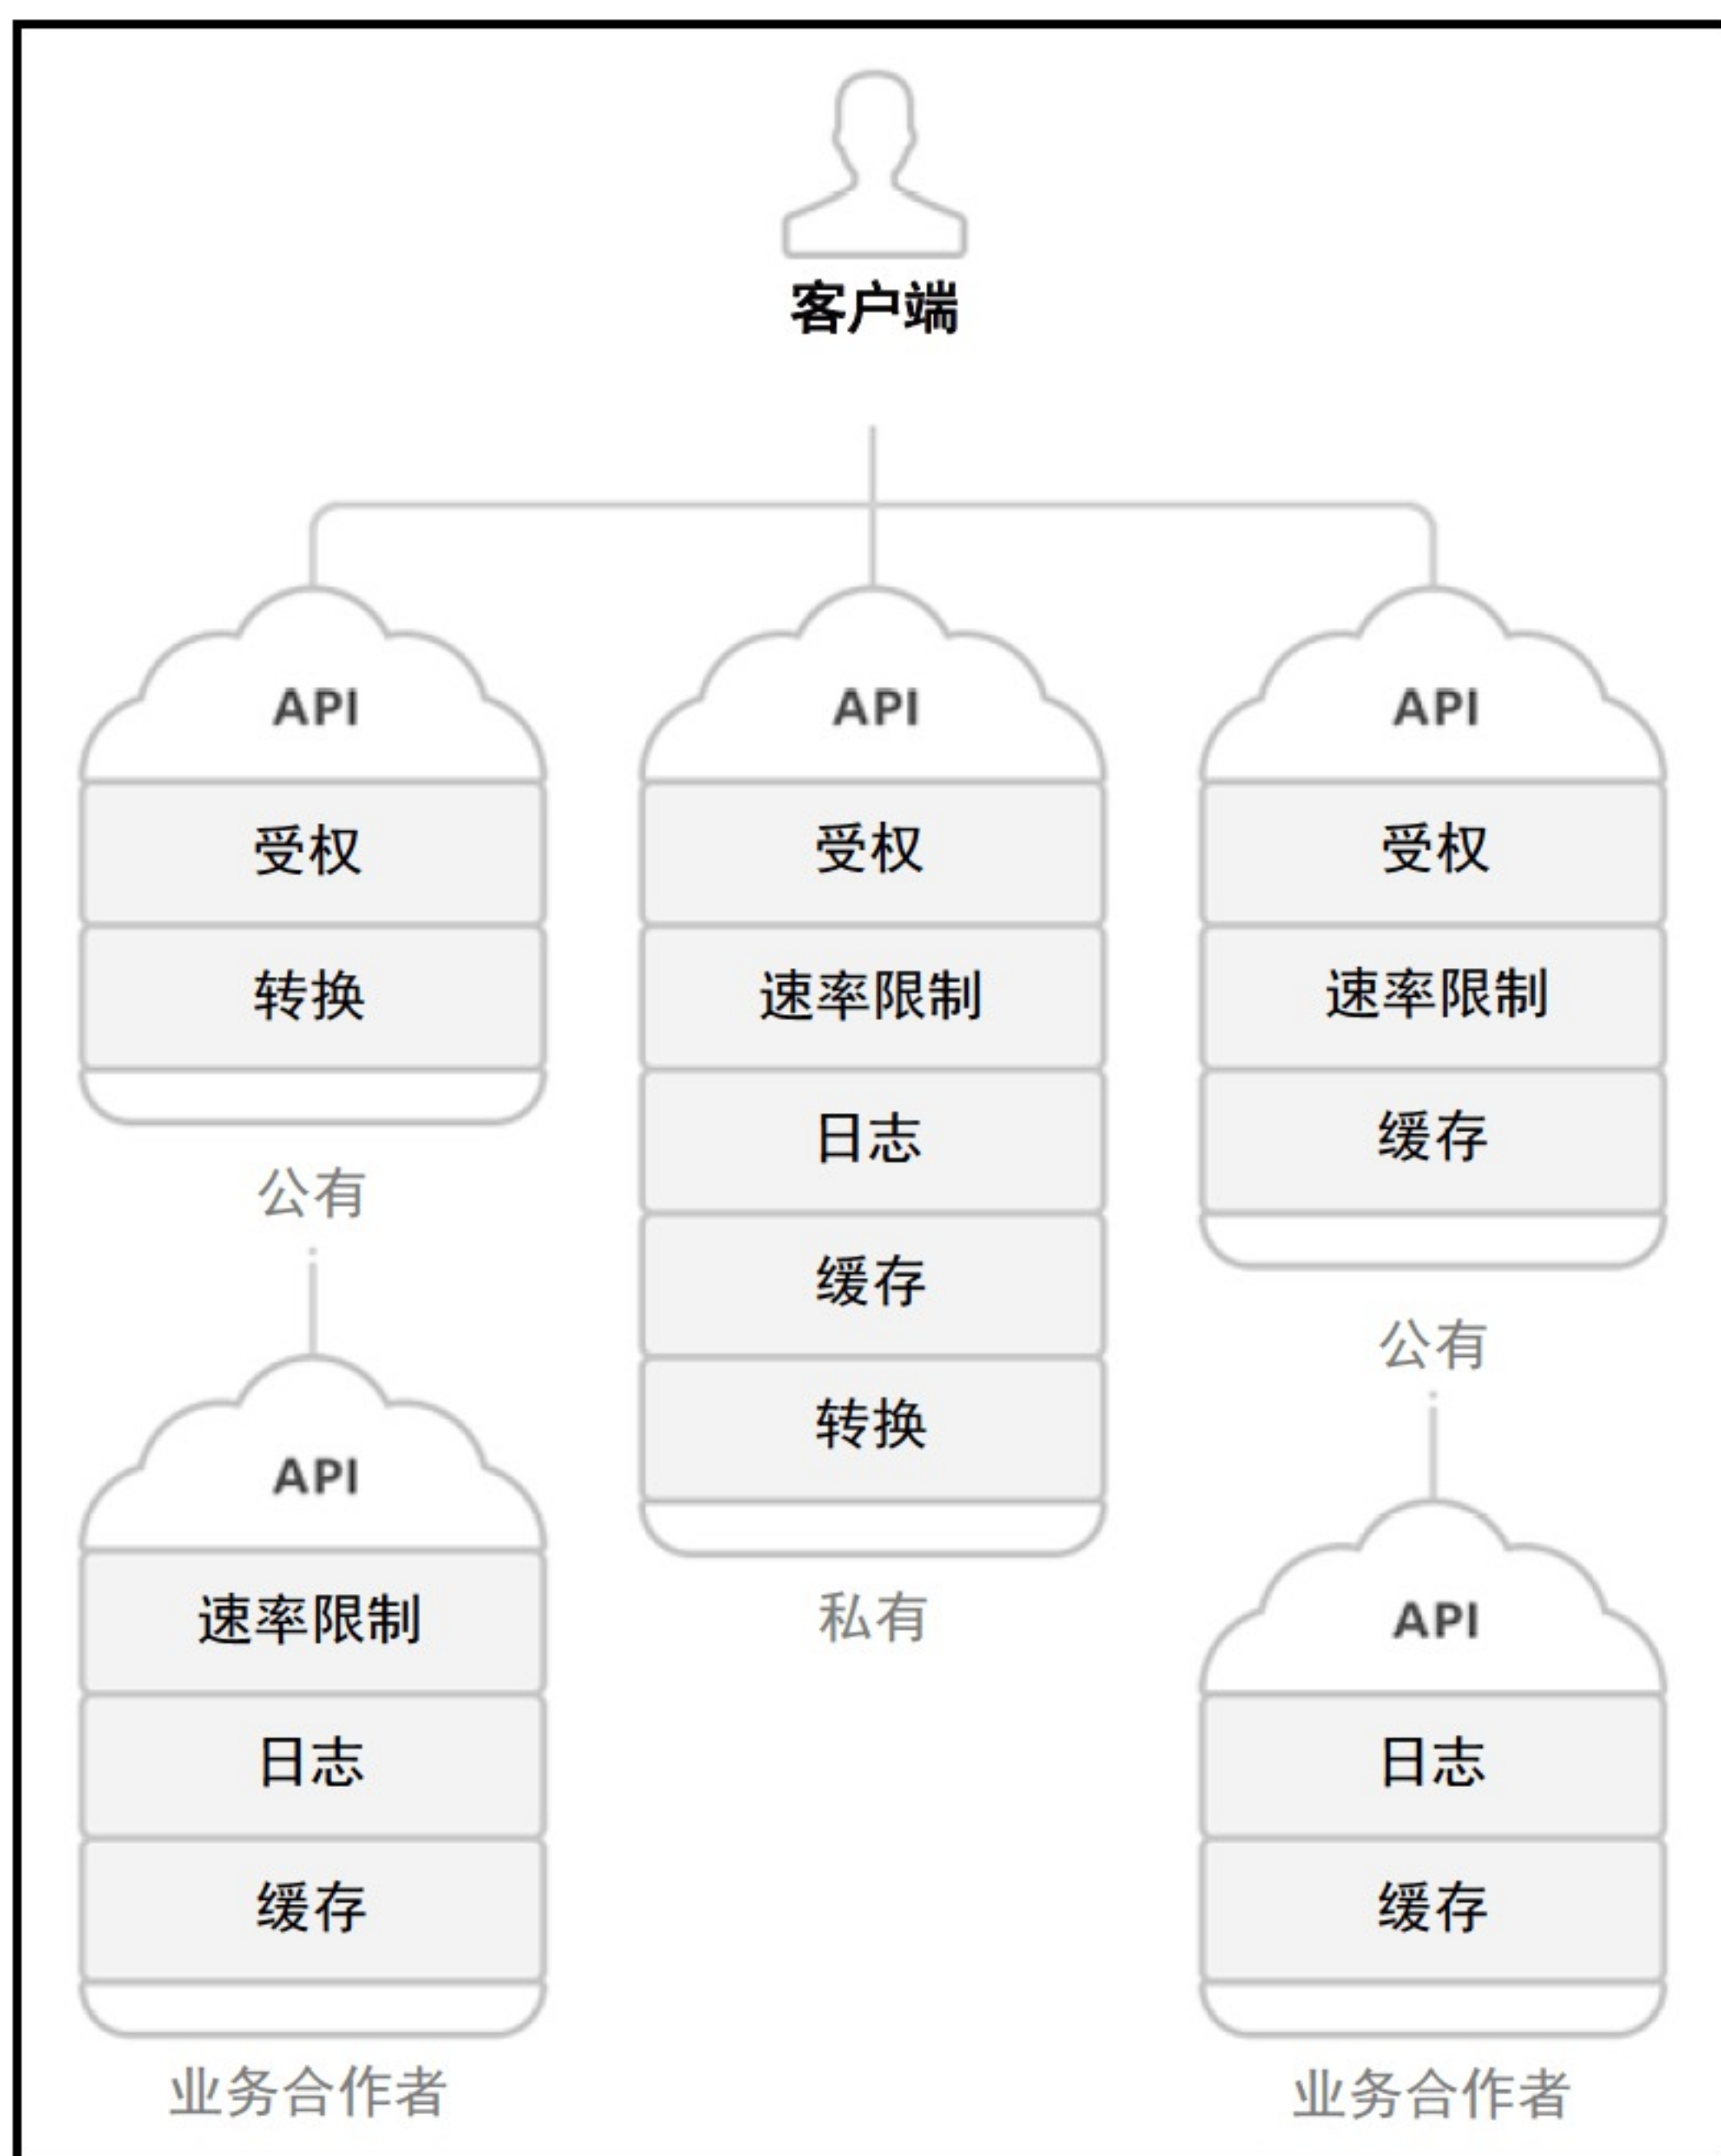 客户端
API
受权
转换
公有
API
速率限制
日志
缓存
业务合作者
API
受权
速率限制
日志
缓存
转换
私有
API
受权
速率限制
缓存
公有
API
日志
缓存
业务合作者